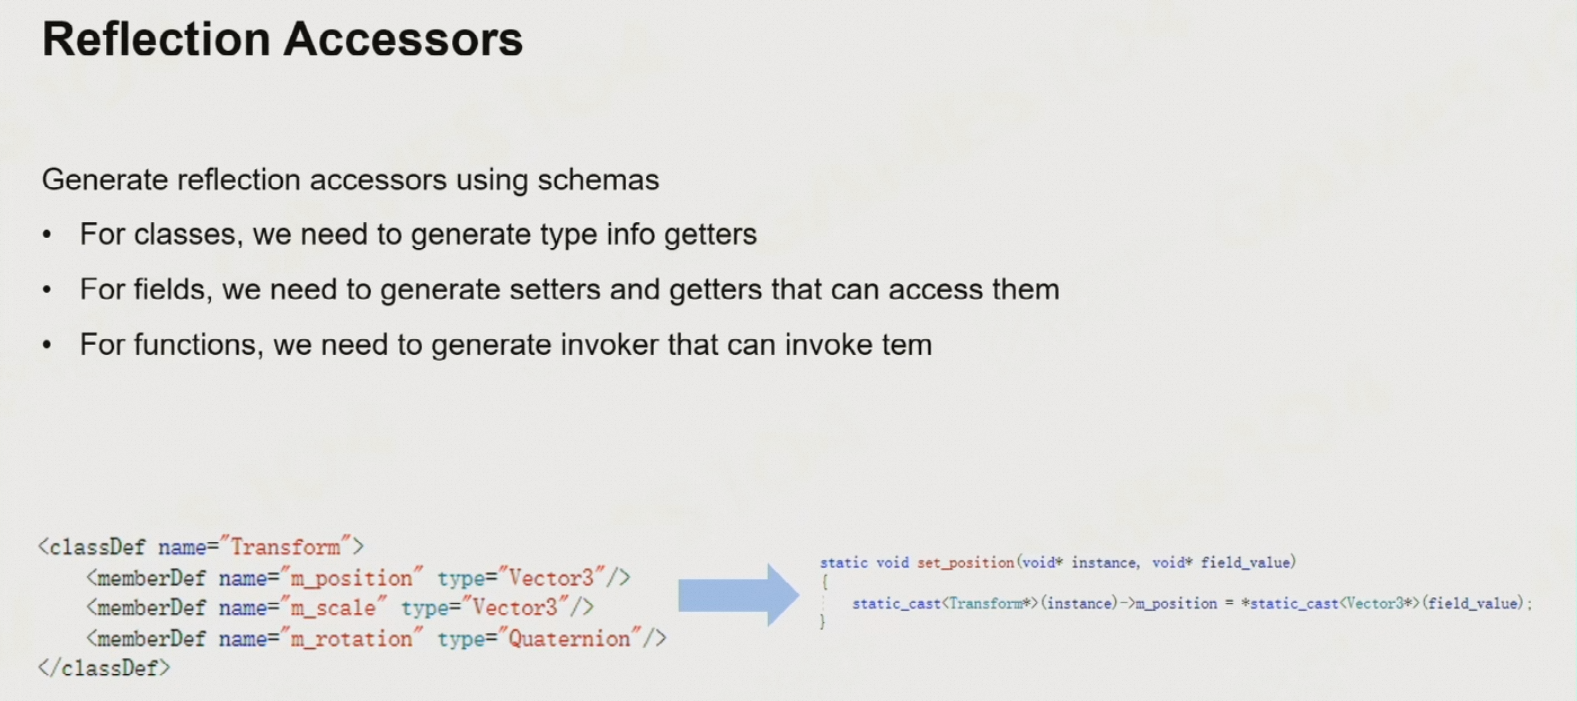 Reflection Accessors
Generate reflection accessors using schemas
• For classes, we need to generate type info getters
• For fields, we need to generate setters and getters that can access them
• For functions, we need to generate invoker that can invoke tem
<classDef name="Transform">
    <memberDef name="m_position" type="Vector3"/>
    <memberDef name="m_scale" type="Vector3"/>
    <memberDef name="m_rotation" type="Quaternion"/>
</classDef>
static void set_position(void* instance, void* field_value)
{
    static_cast<Transform*>(instance)->m_position = *static_cast<Vector3*>(field_value);
}